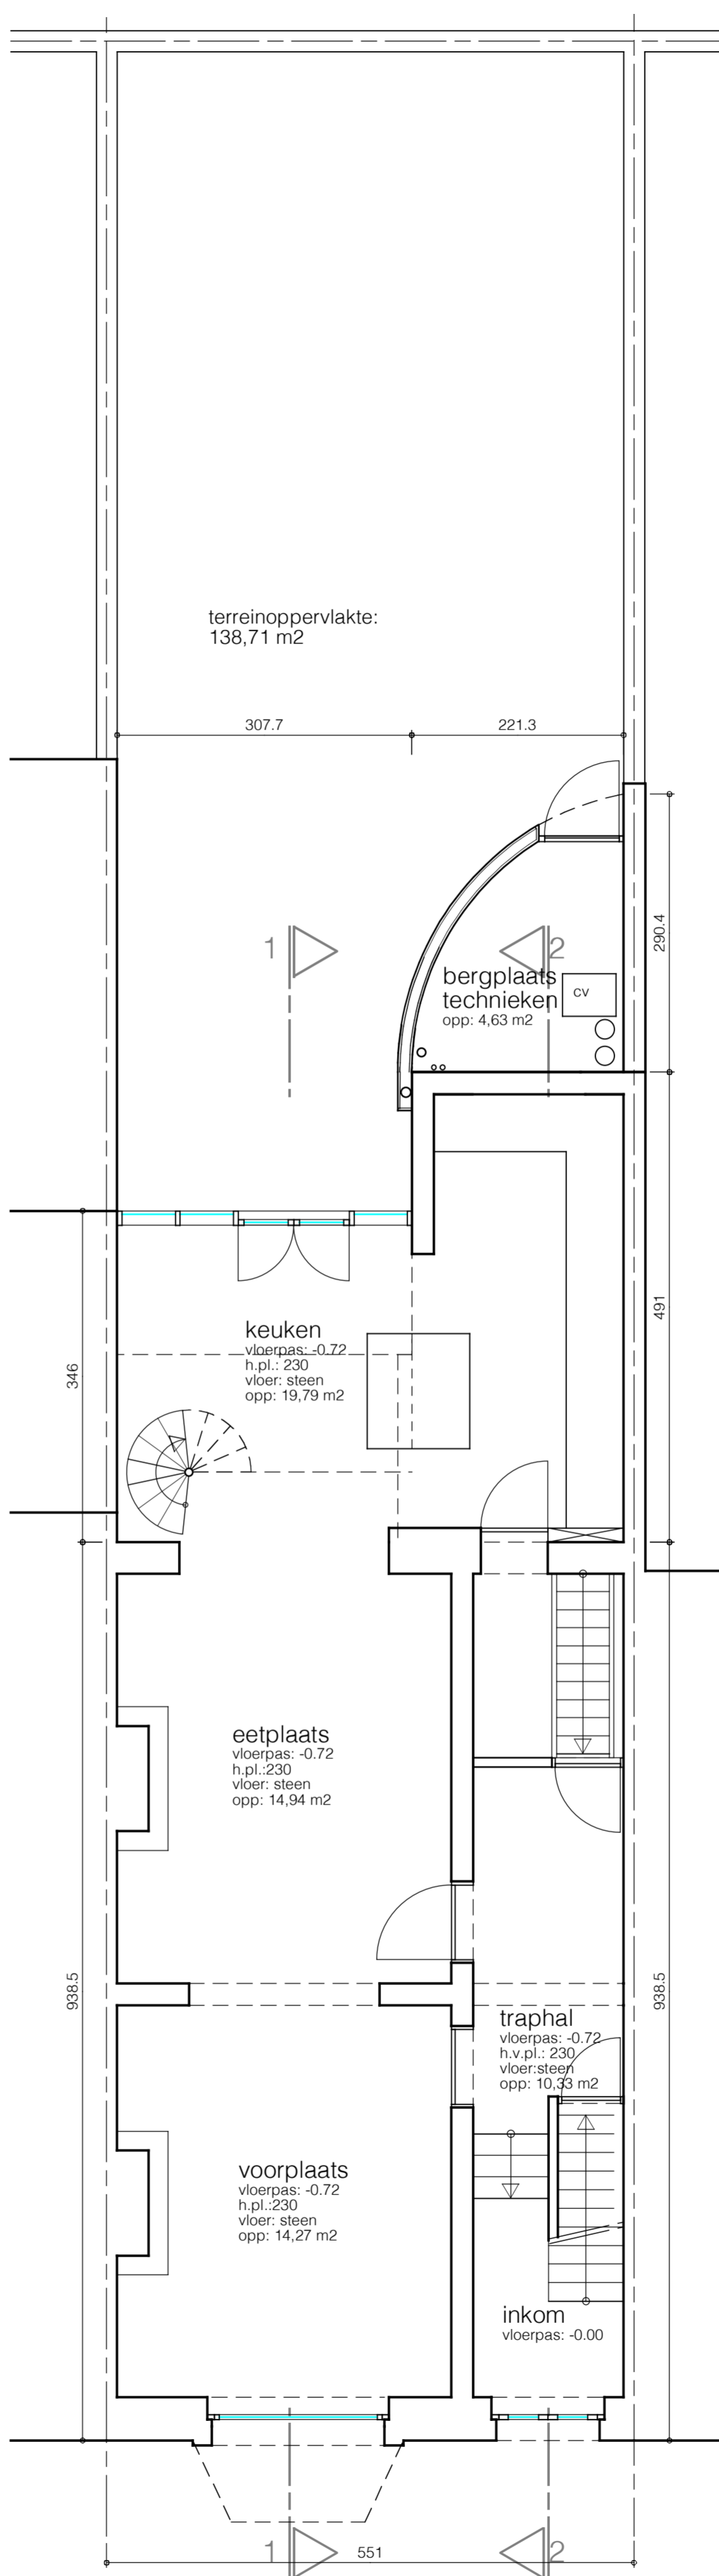 terreinoppervlakte:
138,71 m2
307.7
221.3
290.4
1
2
bergplaats
technieken
opp: 4,63 m2
cv
491
keuken
vloerpas: -0.72
h.pl.: 230
vloer: steen
opp: 19,79 m2
346
eetplaats
vloerpas: -0.72
h.pl.:230
vloer: steen
opp: 14,94 m2
938.5
938.5
traphal
vloerpas: -0.72
h.v.pl.: 230
vloer:steen
opp: 10,33 m2
voorplaats
vloerpas: -0.72
h.pl.:230
vloer: steen
opp: 14,27 m2
inkom
vloerpas: -0.00
1
551
2